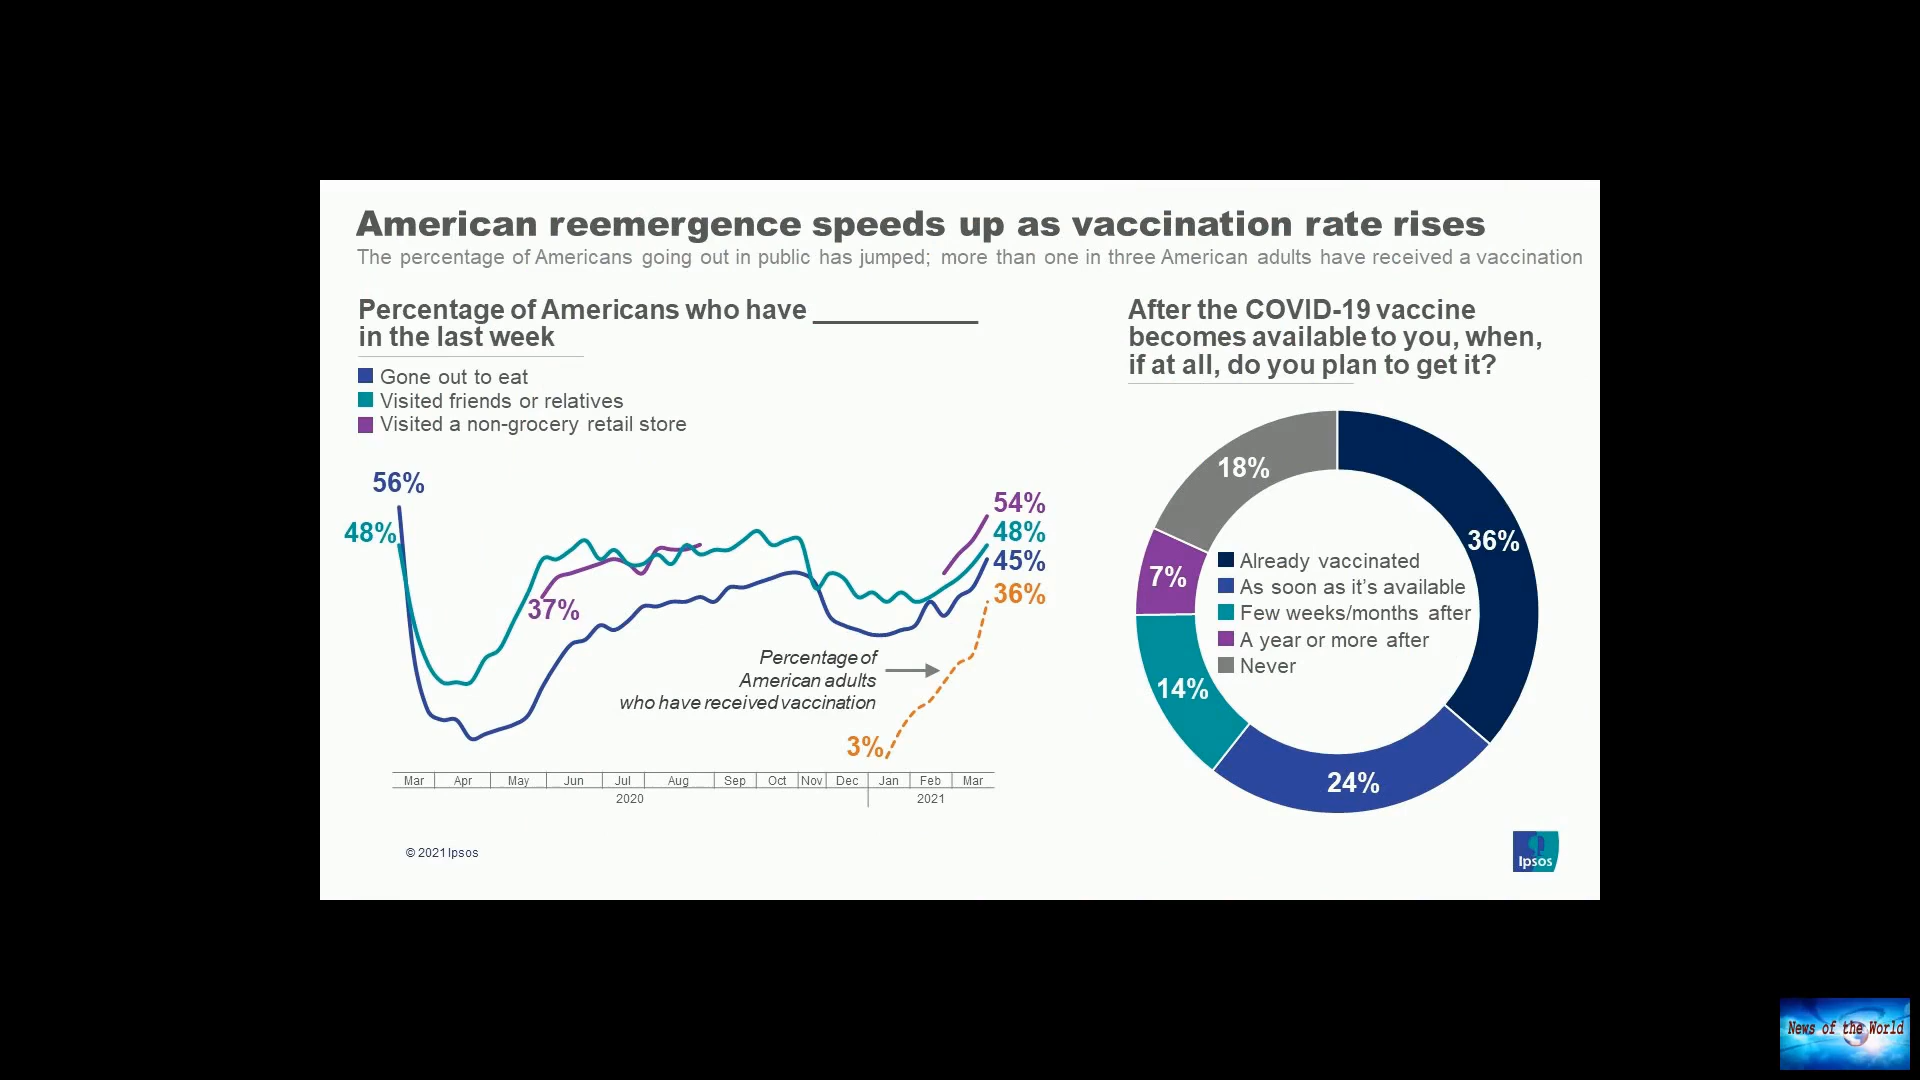 American reemergence speeds up as vaccination rate rises
The percentage of Americans going out in public has jumped; more than one in three American adults have received a vaccination
Percentage of Americans who have ___________
in the last week
Gone out to eat
Visited friends or relatives
Visited a non-grocery retail store
56%
48%
37%
54%
48%
45%
36%
Percentage of
American adults
who have received vaccination
3%
Mar Apr May Jun Jul Aug Sep Oct Nov Dec Jan Feb Mar
2020 2021
© 2021 Ipsos
After the COVID-19 vaccine
becomes available to you, when,
if at all, do you plan to get it?
18%
36%
7%
14%
24%
Already vaccinated
As soon as it’s available
Few weeks/months after
A year or more after
Never
Ipsos
News of the World